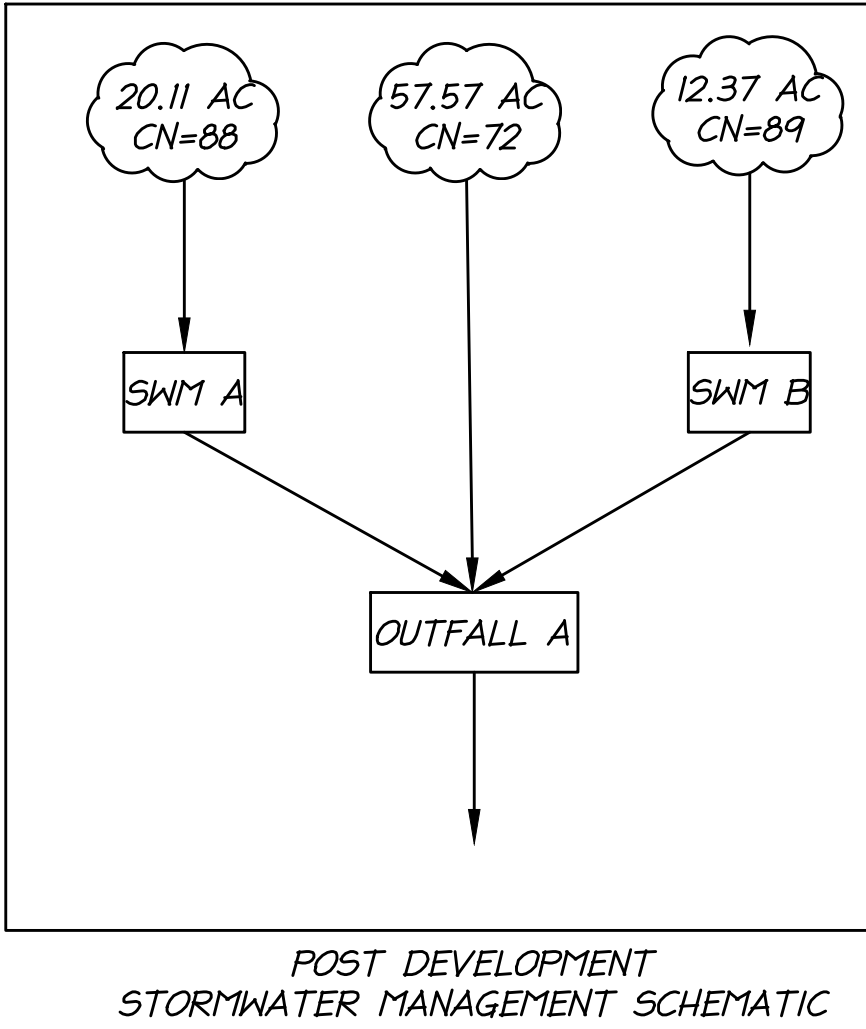 20.11 AC
CN=88
57.57 AC
CN=72
12.37 AC
CN=89
SWM A
SWM B
OUTFALL A
POST DEVELOPMENT
STORMWATER MANAGEMENT SCHEMATIC